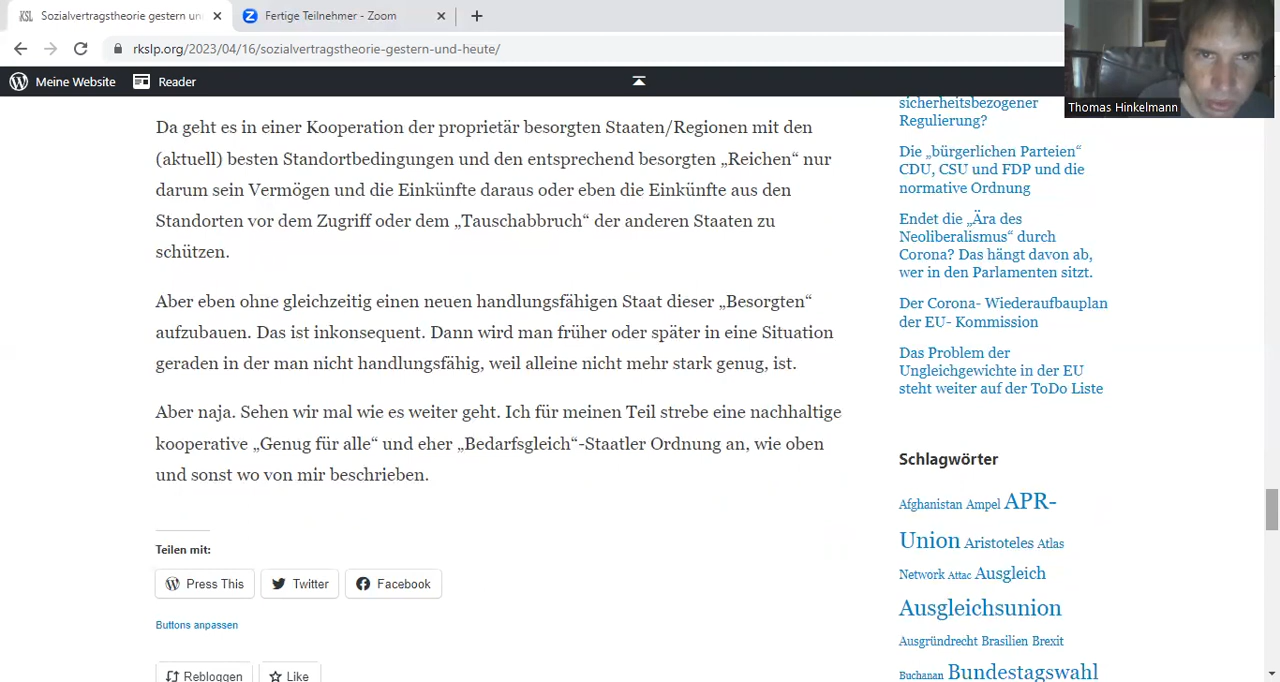 Sozialvertragstheorie gestern un
Fertige Teilnehmer - Zoom
rkslp.org/2023/04/16/sozialvertragstheorie-gestern-und-heute/
Meine Website
Reader
Thomas Hinkelmann
Da geht es in einer Kooperation der proprietär besorgten Staaten/Regionen mit den
(aktuell) besten Standortbedingungen und den entsprechend besorgten „Reichen“ nur
darum sein Vermögen und die Einkünfte daraus oder eben die Einkünfte aus den
Standorten vor dem Zugriff oder dem „Tauschabbruch“ der anderen Staaten zu
schützen.
Aber eben ohne gleichzeitig einen neuen handlungsfähigen Staat dieser „Besorgten“
aufzubauen. Das ist inkonsequent. Dann wird man früher oder später in eine Situation
geraden in der man nicht handlungsfähig, weil alleine nicht mehr stark genug, ist.
Aber naja. Sehen wir mal wie es weiter geht. Ich für meinen Teil strebe eine nachhaltige
kooperative „Genug für alle“ und eher „Bedarfsgleich“-Staatler Ordnung an, wie oben
und sonst wo von mir beschrieben.
Teilen mit:
Press This
Twitter
Facebook
Buttons anpassen
Rebloggen
Like
sicherheitsbezogener
Regulierung?
Die „bürgerlichen Parteien“
CDU, CSU und FDP und die
normative Ordnung
Endet die „Ära des
Neoliberalismus“ durch
Corona? Das hängt davon ab,
wer in den Parlamenten sitzt.
Der Corona- Wiederaufbauplan
der EU- Kommission
Das Problem der
Ungleichgewichte in der EU
steht weiter auf der ToDo Liste
Schlagwörter
Afghanistan Ampel APR-
Union Aristoteles Atlas
Network Attac Ausgleich
Ausgleichsunion
Ausgründrecht Brasilien Brexit
Buchanan Bundestagswahl